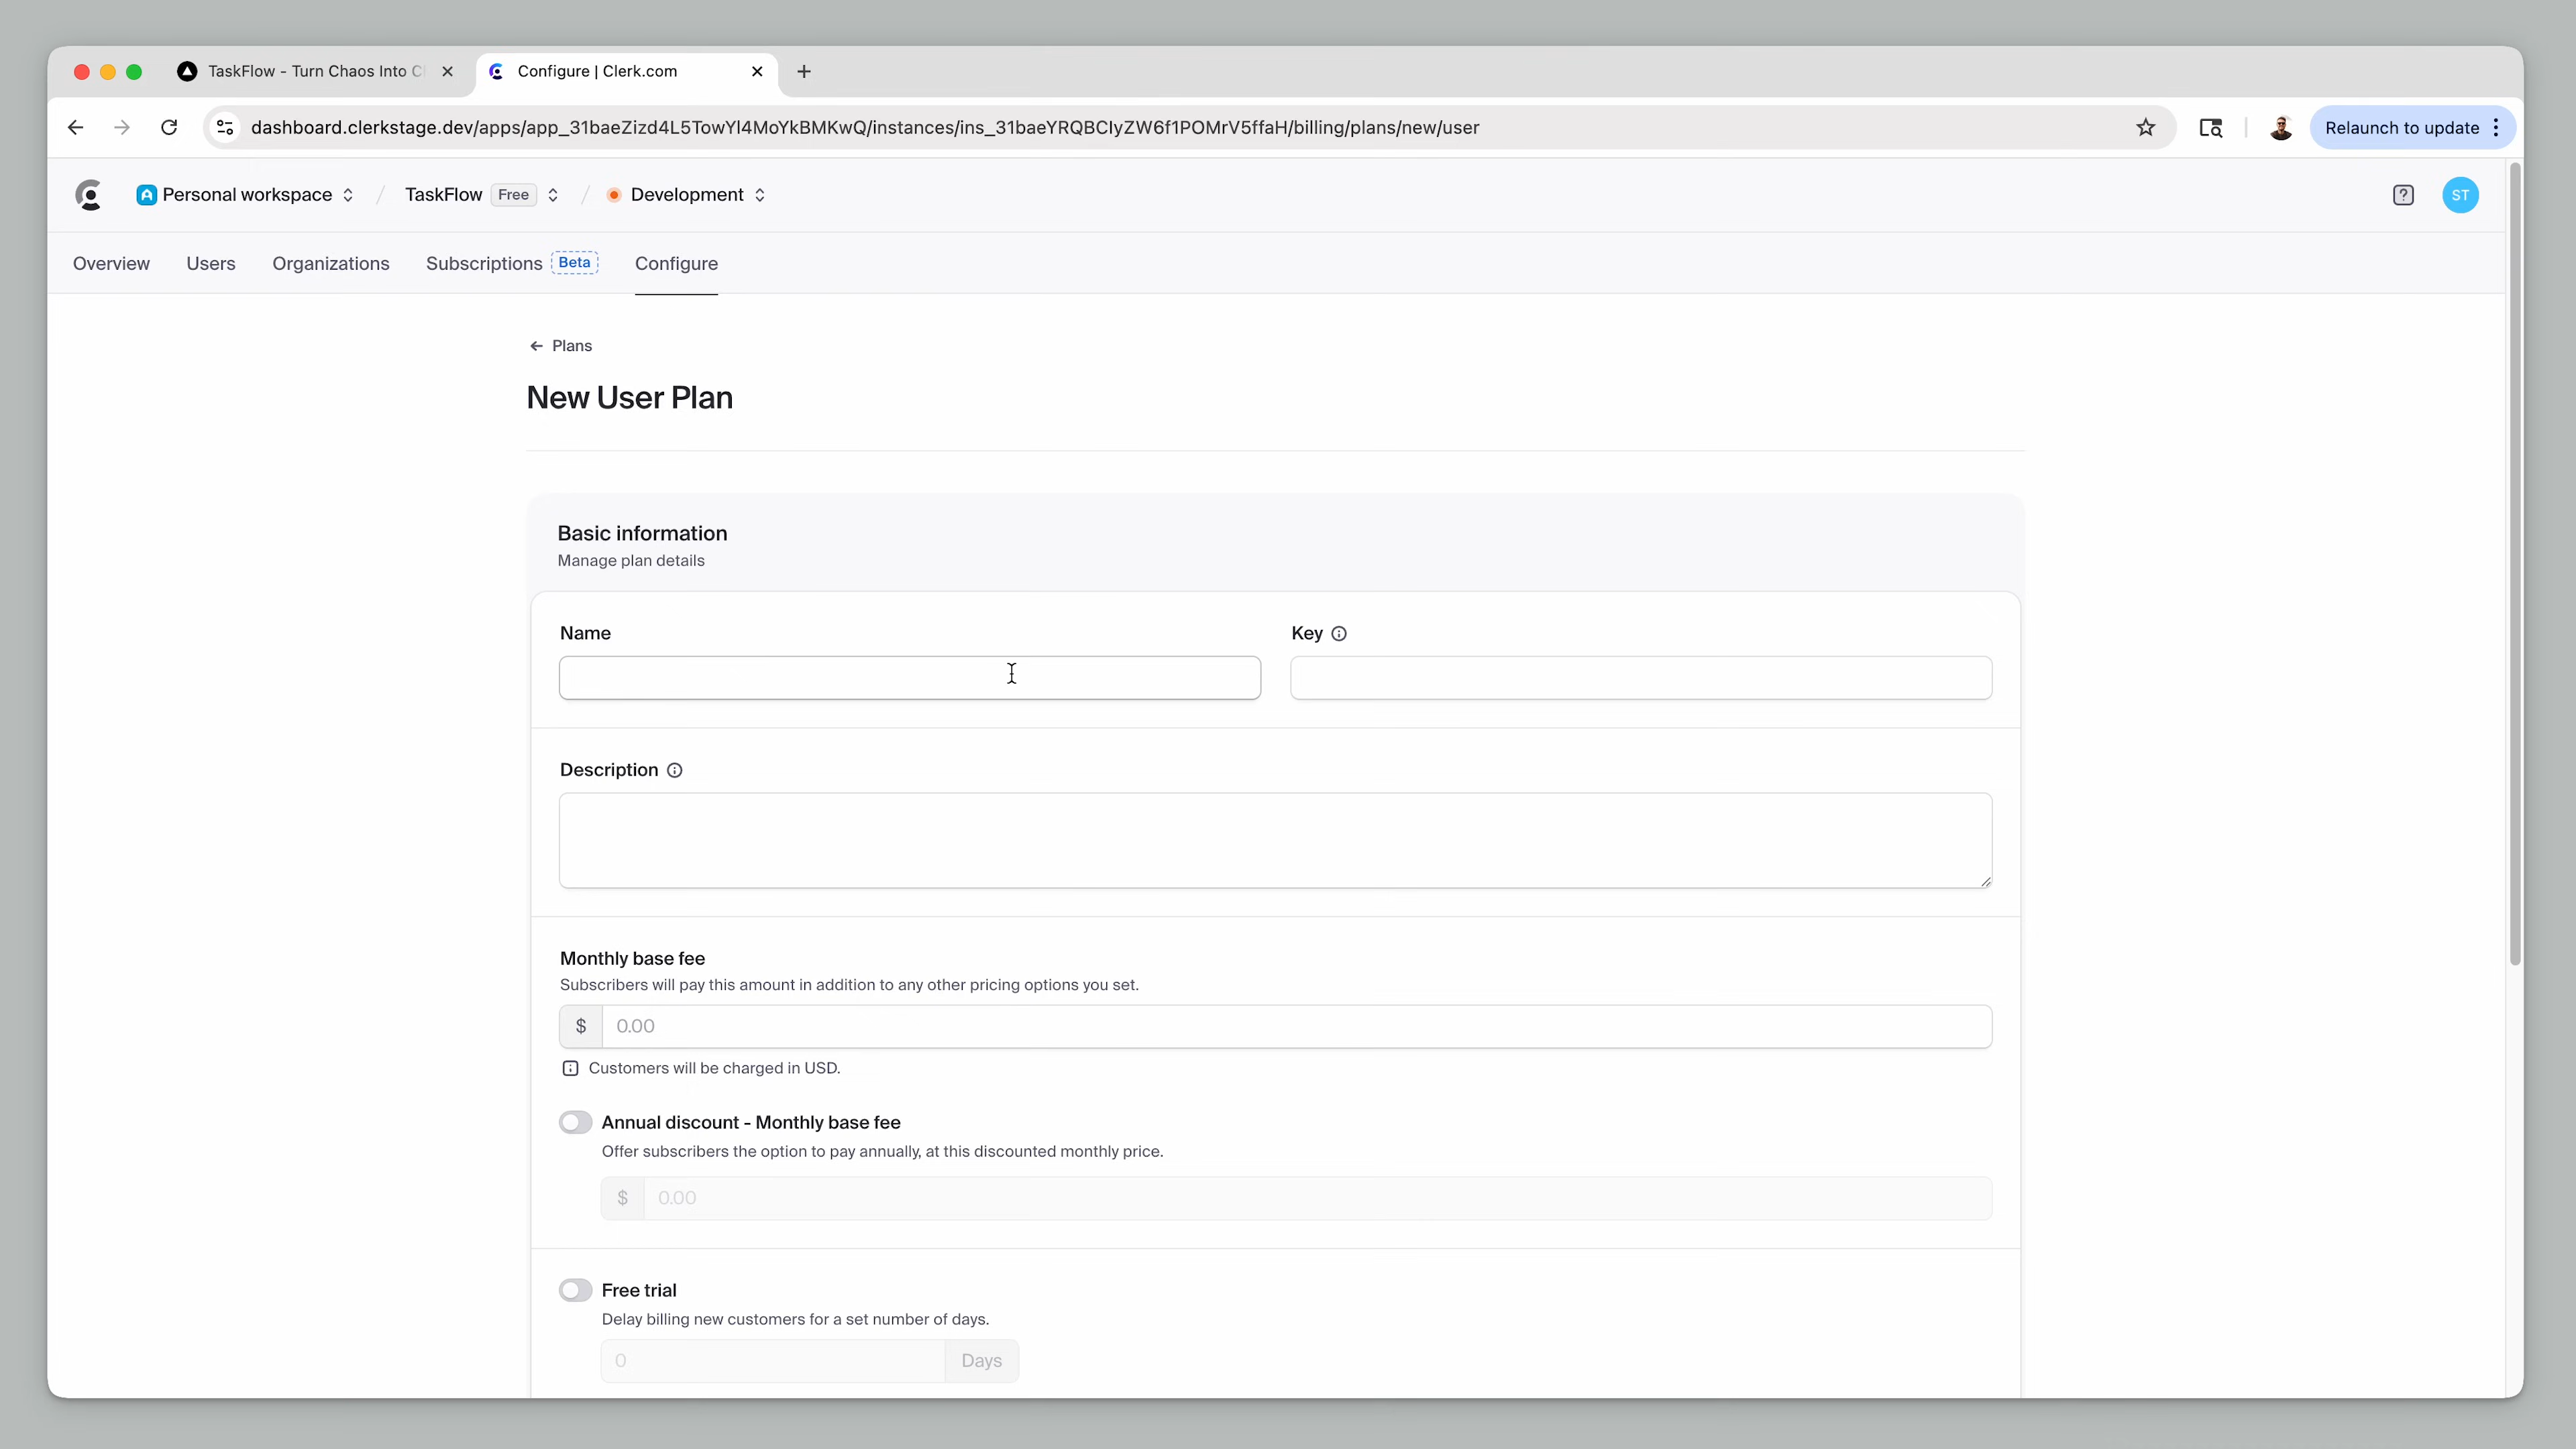 TaskFlow - Turn Chaos Into C
Configure | Clerk.com
dashboard.clerkstage.dev/apps/app_31baeZizd4L5TowYl4MoYkBMKwQ/instances/ins_31baeYRQBClyZW6f1POMrV5ffaH/billing/plans/new/user
Relaunch to update
Personal workspace / TaskFlow Free / Development
? ST
Overview Users Organizations Subscriptions Beta Configure
← Plans
New User Plan
Basic information
Manage plan details
Name
Key
Description
Monthly base fee
Subscribers will pay this amount in addition to any other pricing options you set.
$ 0.00
Customers will be charged in USD.
Annual discount - Monthly base fee
Offer subscribers the option to pay annually, at this discounted monthly price.
$ 0.00
Free trial
Delay billing new customers for a set number of days.
0 Days